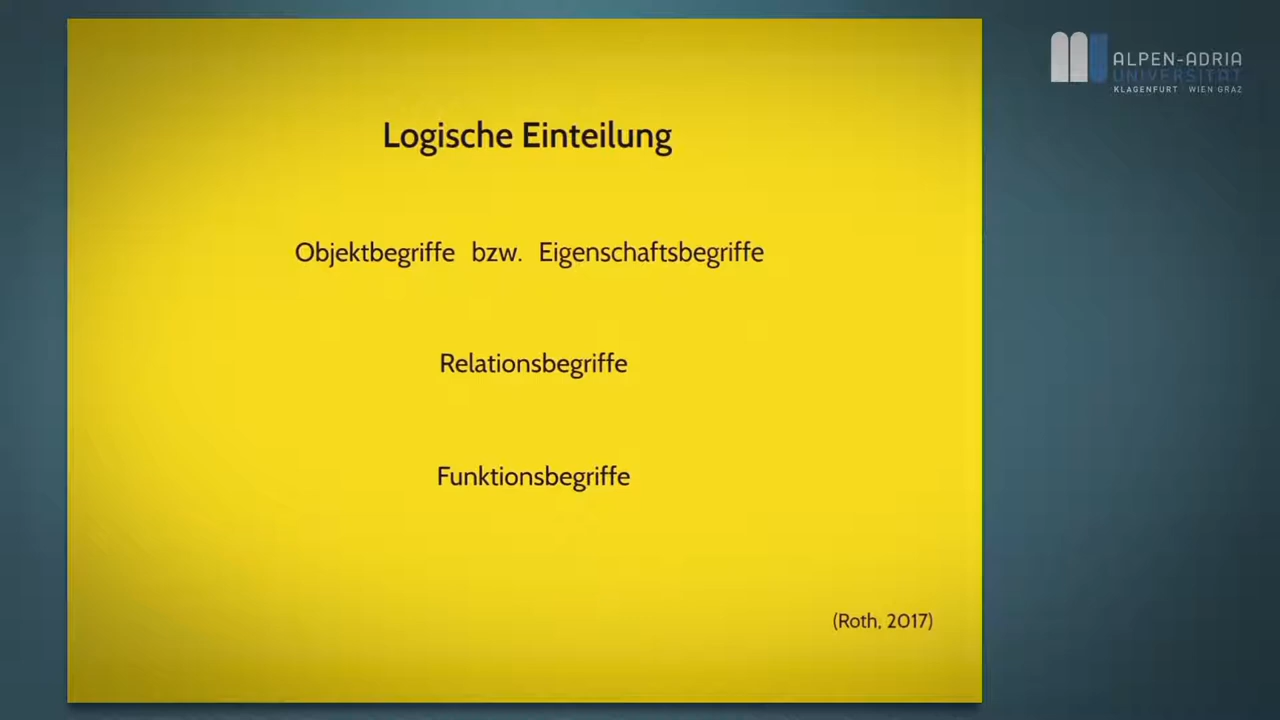 ALPEN-ADRIA
UNIVERSITÄT
KLAGENFURT WIEN GRAZ
Logische Einteilung
Objektbegriffe bzw. Eigenschaftsbegriffe
Relationsbegriffe
Funktionsbegriffe
(Roth, 2017)